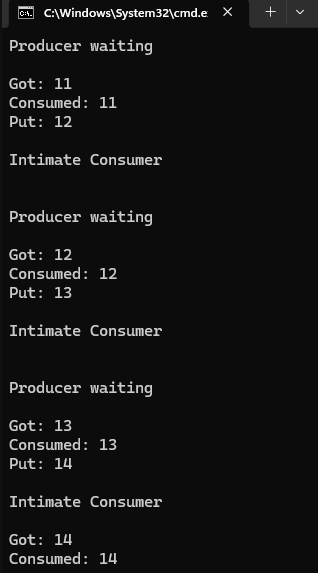 C:\Windows\System32\cmd.e
Producer waiting
Got: 11
Consumed: 11
Put: 12
Intimate Consumer
Producer waiting
Got: 12
Consumed: 12
Put: 13
Intimate Consumer
Producer waiting
Got: 13
Consumed: 13
Put: 14
Intimate Consumer
Got: 14
Consumed: 14